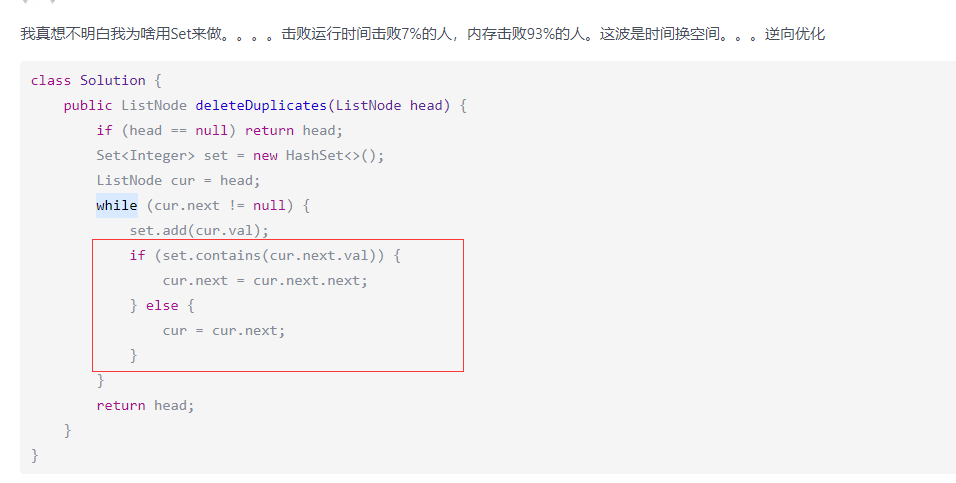 我真想不明白我为啥用Set来做。。。。击败运行时间击败7%的人，内存击败93%的人。这波是时间换空间。。。逆向优化
class Solution {
    public ListNode deleteDuplicates(ListNode head) {
        if (head == null) return head;
        Set<Integer> set = new HashSet<>();
        ListNode cur = head;
        while (cur.next != null) {
            set.add(cur.val);
            if (set.contains(cur.next.val)) {
                cur.next = cur.next.next;
            } else {
                cur = cur.next;
            }
        }
        return head;
    }
}